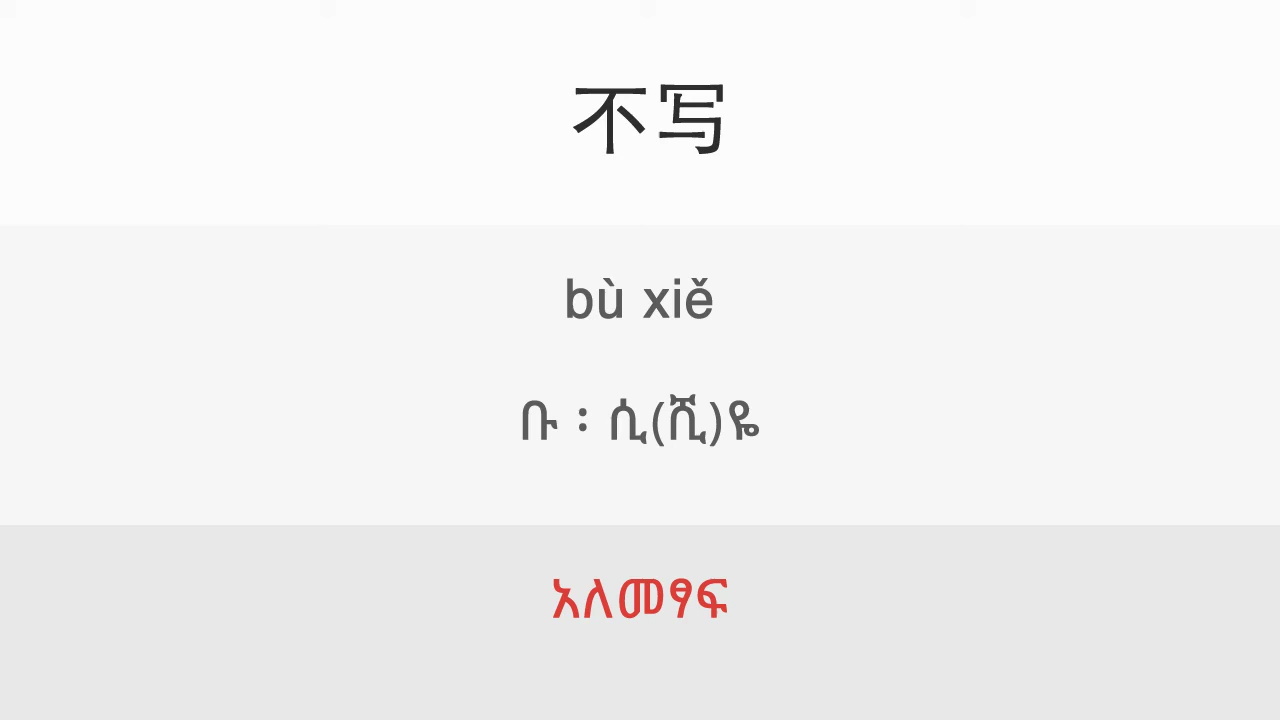 不写
bù xiě
ቡ ፡ ሲ(ሺ)ዬ
አለመፃፍ